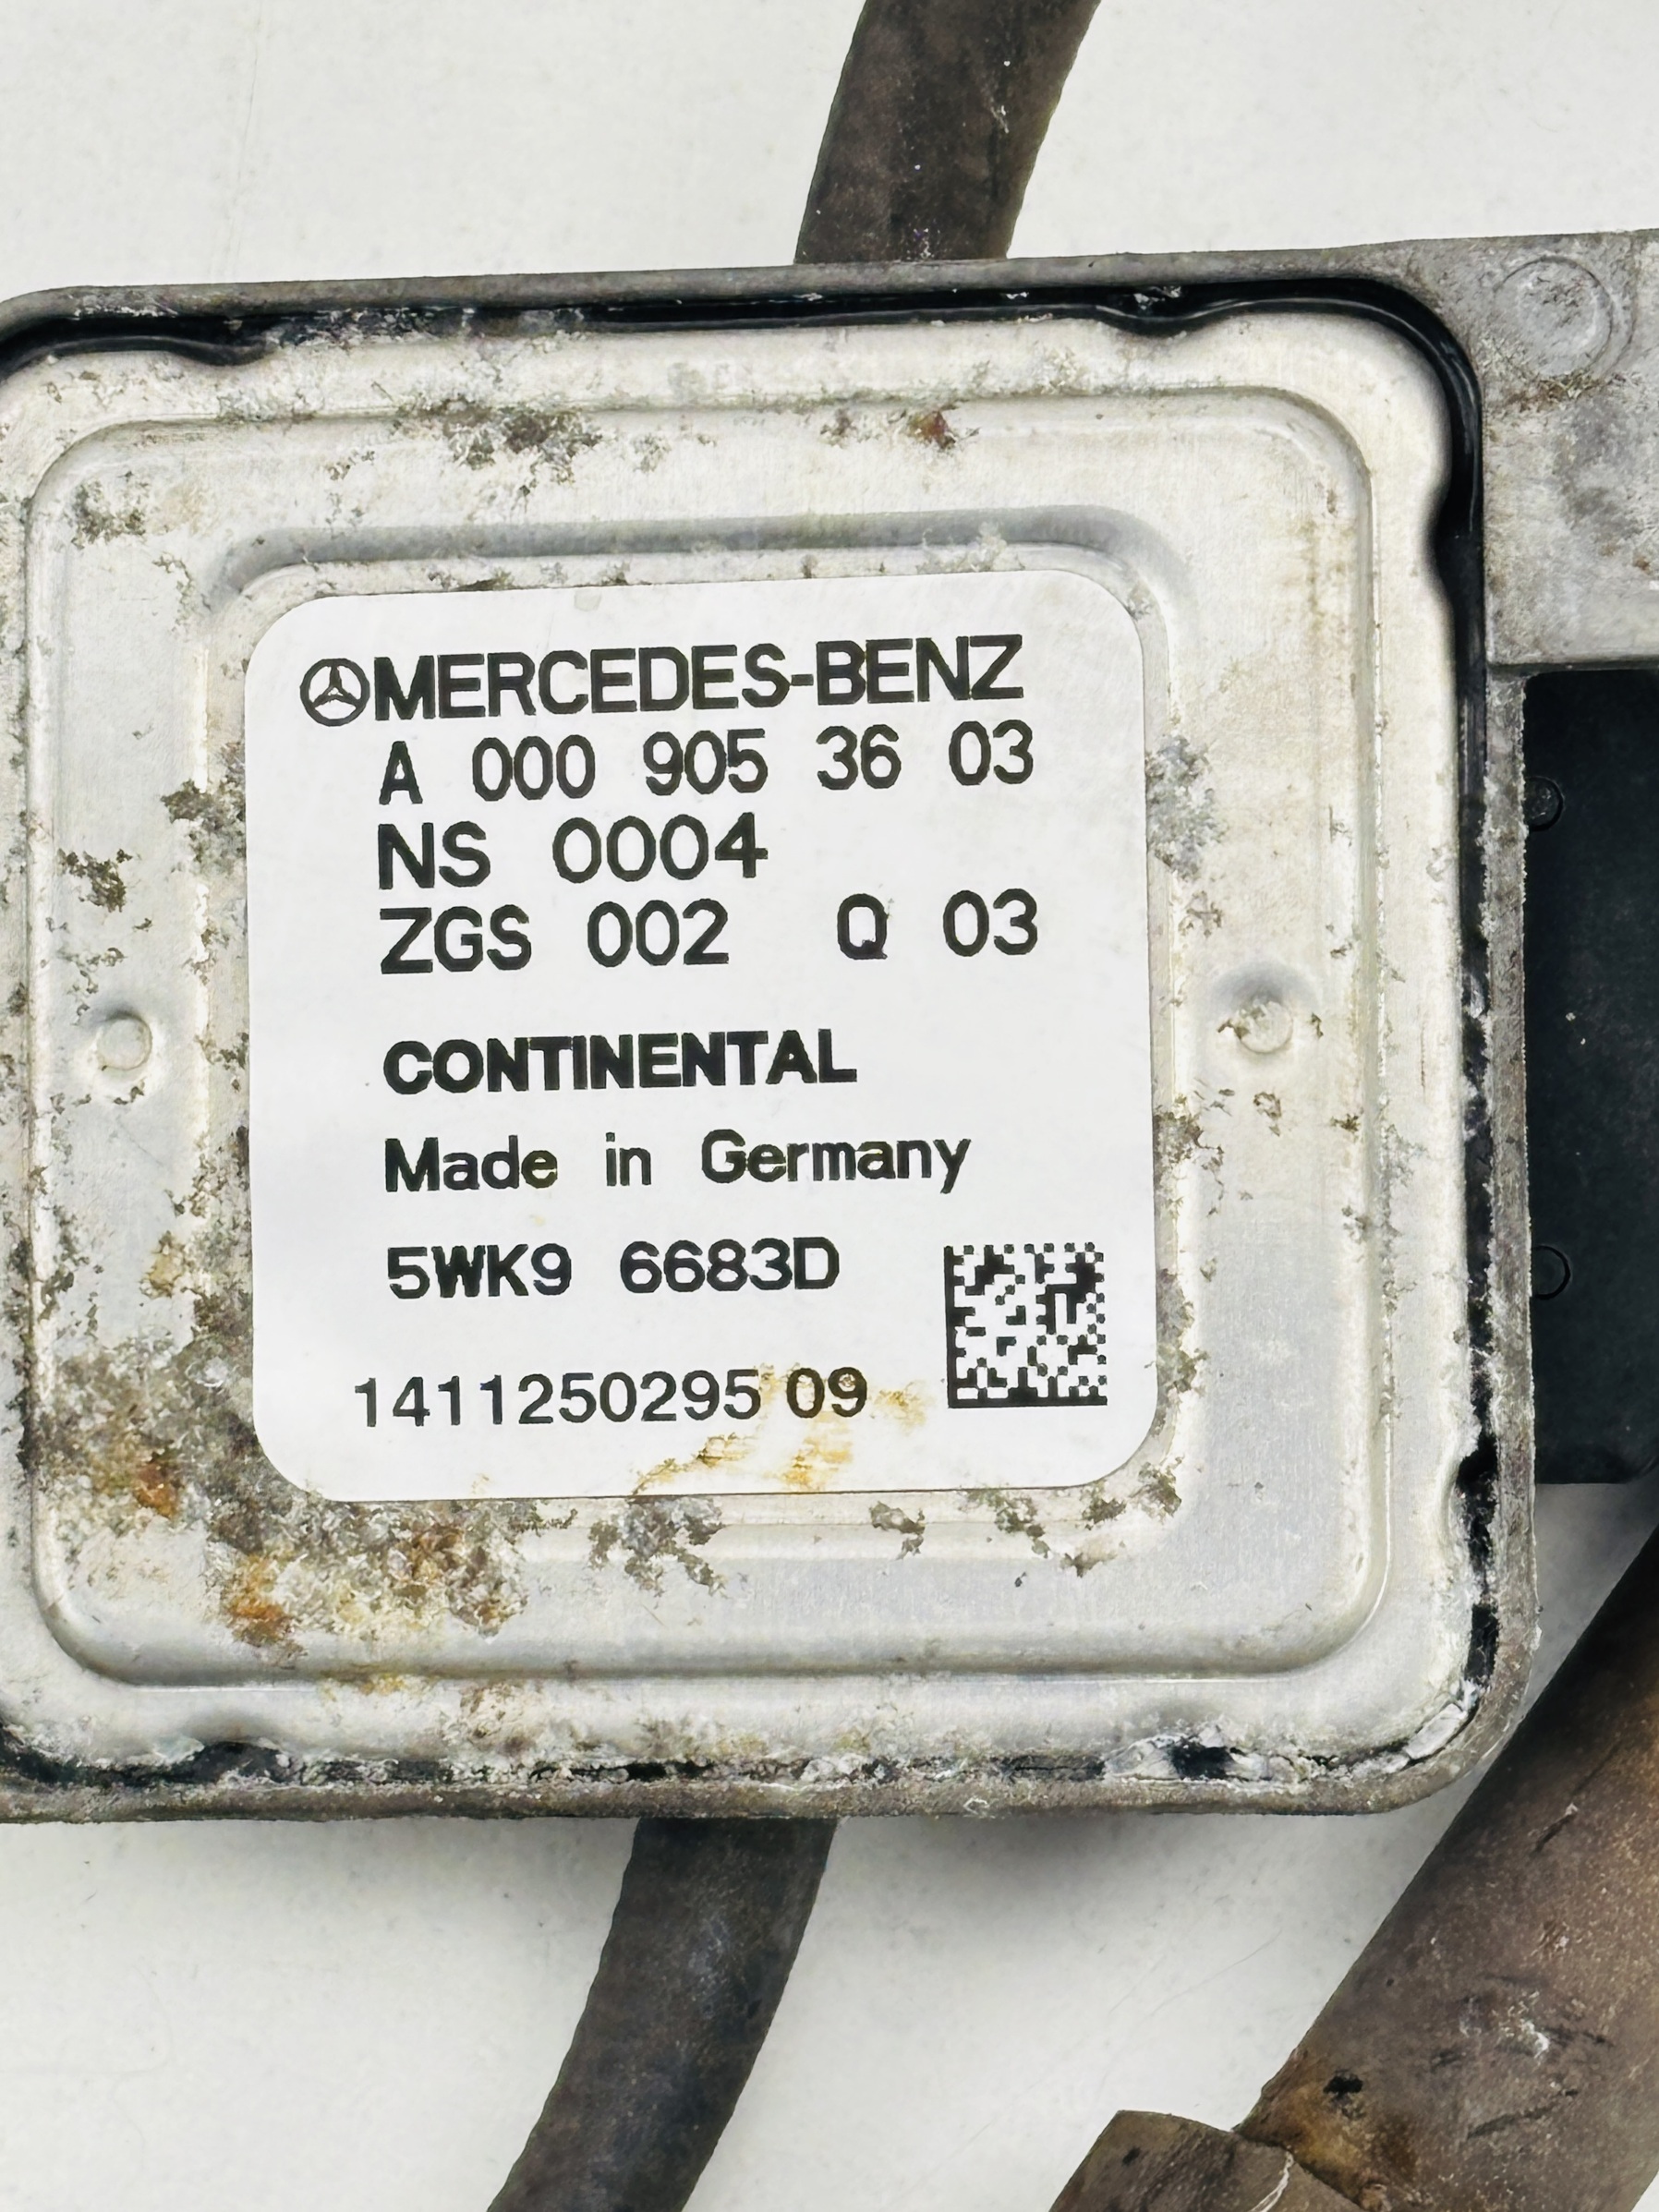 MERCEDES-BENZ
A 000 905 36 03
NS 0004
ZGS 002 Q 03
CONTINENTAL
Made in Germany
5WK9 6683D
1411250295 09